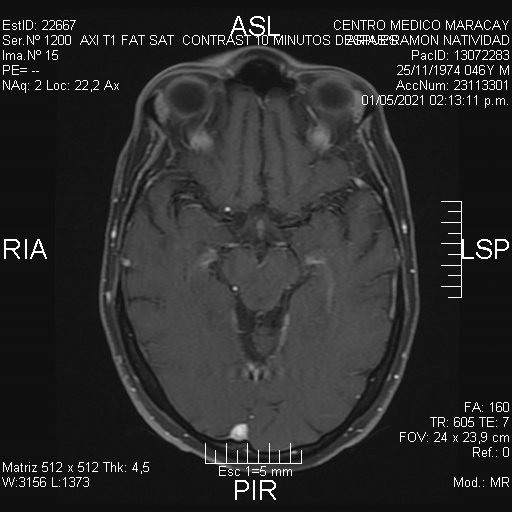 EstID: 22667
Ser.Nº 1200 AXI T1 FAT SAT CONTRAST 10 MINUTOS DESPUES
Ima.Nº 15
PE= --
NAq: 2 Loc: 22,2 Ax
ASL
CENTRO MEDICO MARACAY
RAMON NATIVIDAD
PacID: 13072283
25/11/1974 046Y M
AccNum: 23113301
01/05/2021 02:13:11 p.m.
RIA
LSP
FA: 160
TR: 605 TE: 7
FOV: 24 x 23,9 cm
Ref.: 0
Matriz 512 x 512 Thk: 4,5
W:3156 L:1373
Esc 1=5 mm
PIR
Mod.: MR